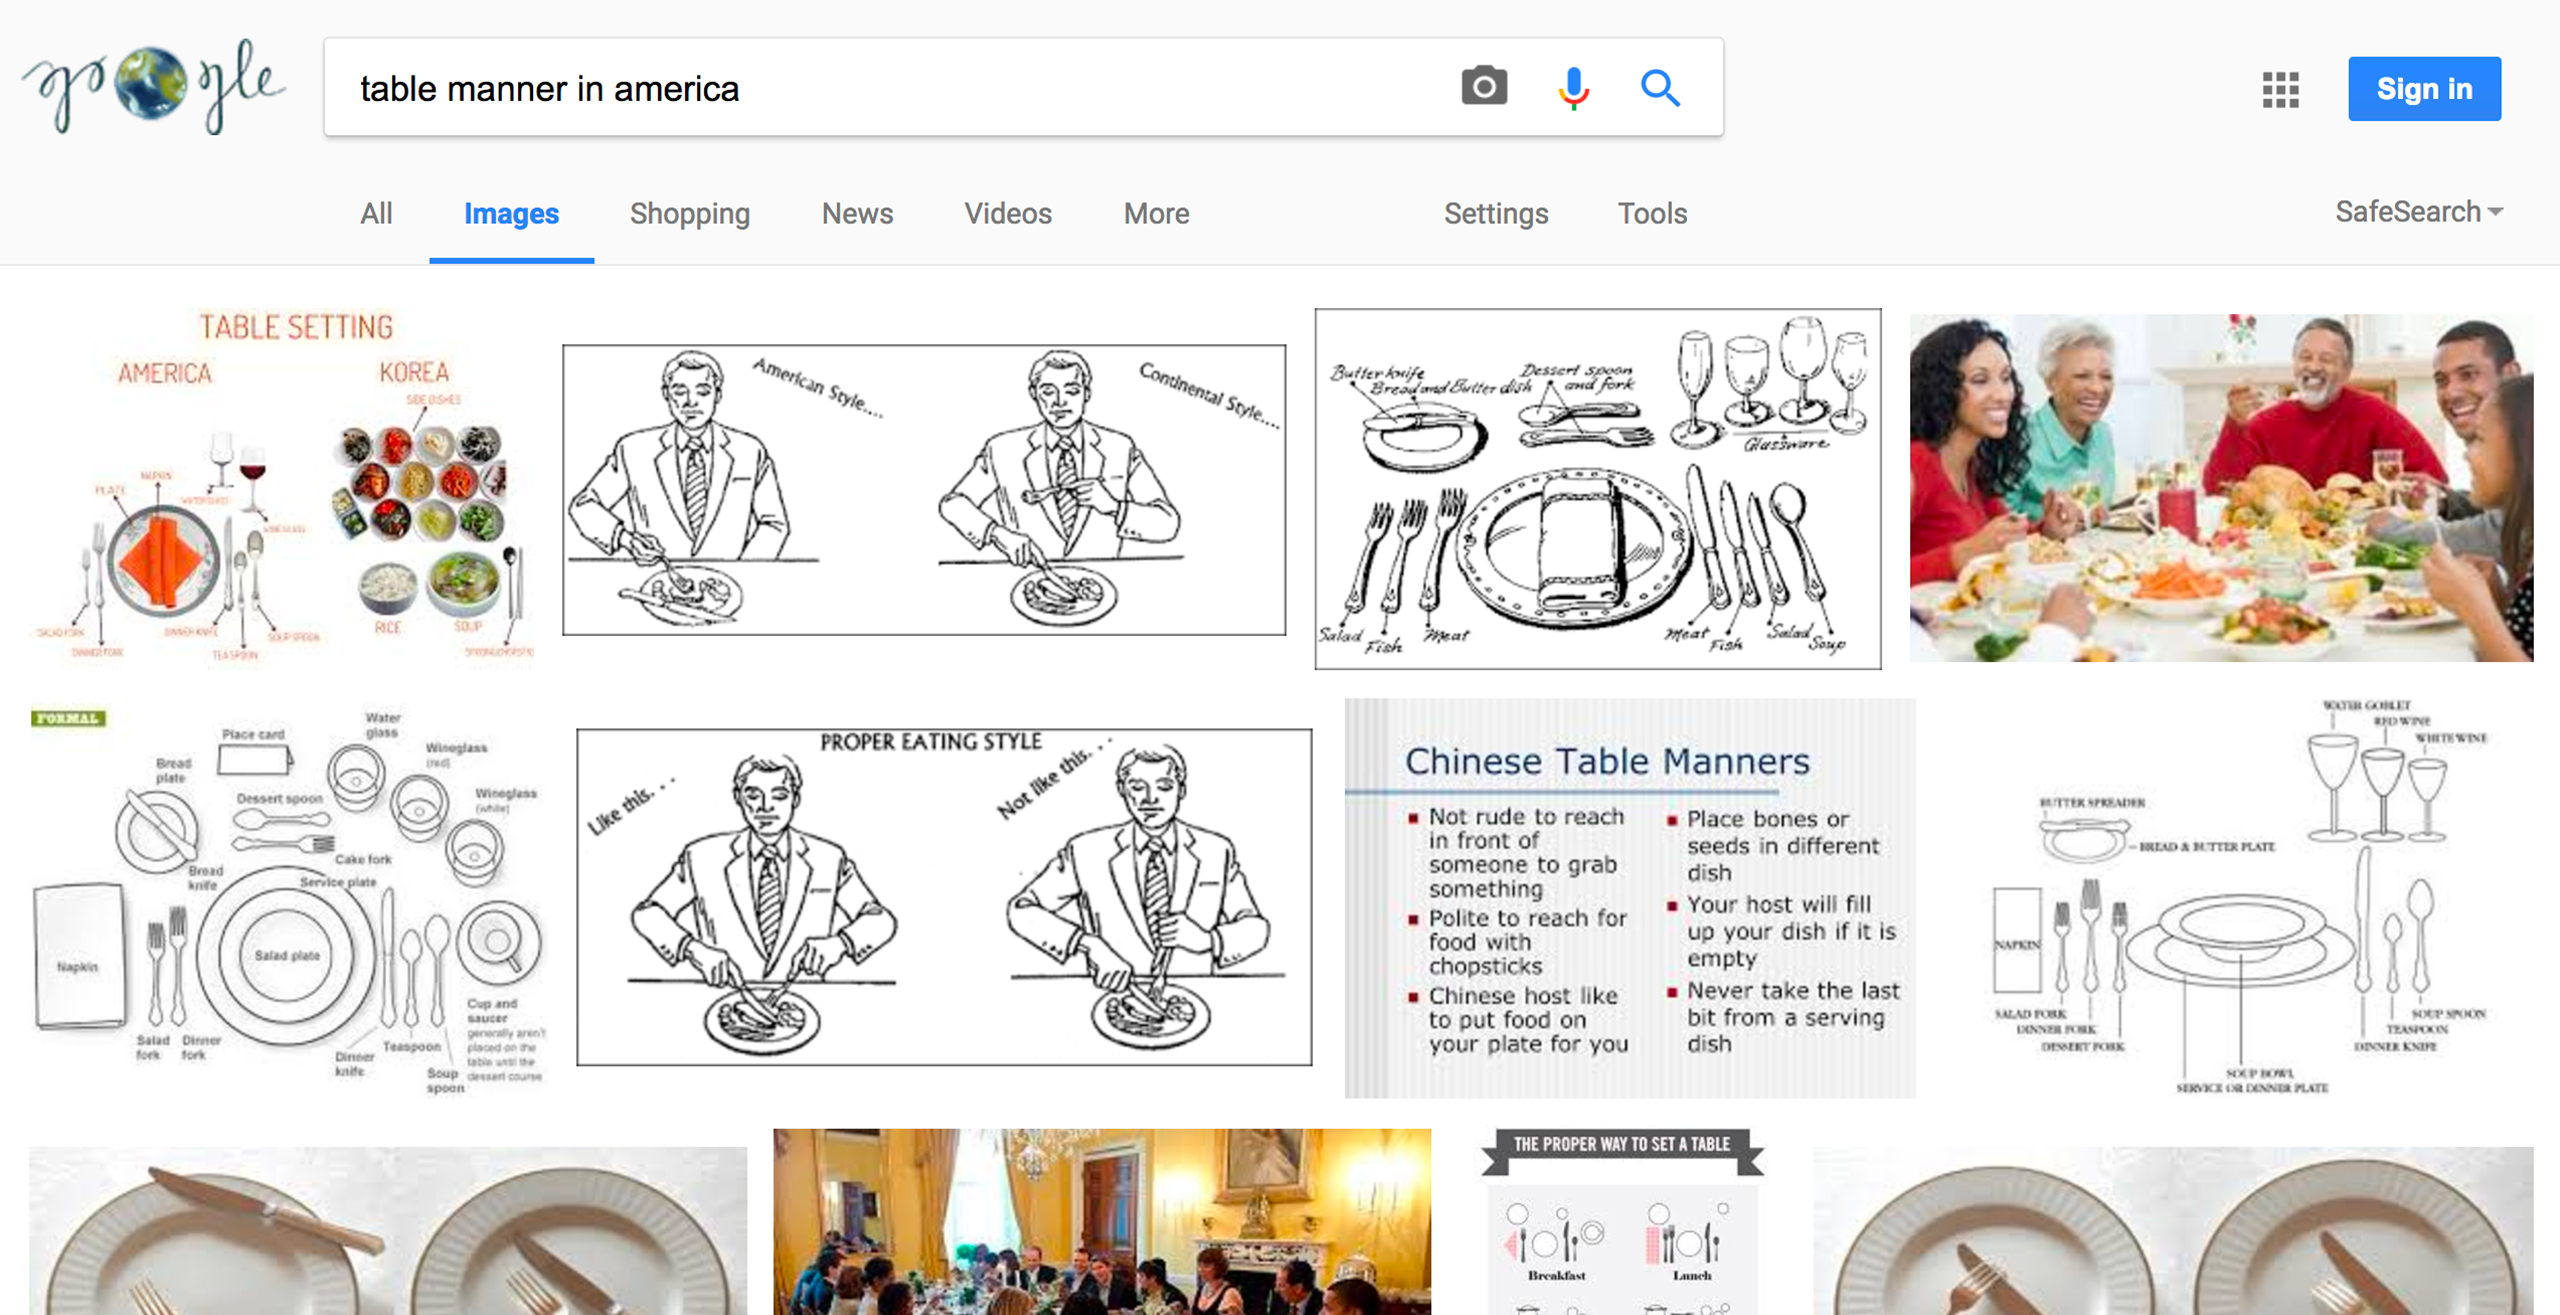 google
table manner in america
Sign in
All
Images
Shopping
News
Videos
More
Settings
Tools
SafeSearch
TABLE SETTING
AMERICA
KOREA
SIDE DISHES
NAPKIN
PLATE
WATER GLASS
WINE GLASS
SALAD FORK
DINNER FORK
DINNER KNIFE
TEA SPOON
SOUP SPOON
RICE
SOUP
American Style....
Continental Style....
Butter knife
Bread and Butter dish
Dessert spoon
and fork
Glassware
Salad
Fish
Meat
Meat
Fish
Salad
Soup
FORMAL
Place card
Water
glass
Wineglass
(red)
Bread
plate
Dessert spoon
Wineglass
(white)
Cake fork
Bread
knife
Service plate
Napkin
Salad plate
Salad
fork
Dinner
fork
Dinner
knife
Teaspoon
Soup
spoon
Cup and
saucer
generally aren't
placed on the
table until the
dessert course
PROPER EATING STYLE
Like this. . .
Not like this. . .
Chinese Table Manners
Not rude to reach
in front of
someone to grab
something
Polite to reach for
food with
chopsticks
Chinese host like
to put food on
your plate for you
Place bones or
seeds in different
dish
Your host will fill
up your dish if it is
empty
Never take the last
bit from a serving
dish
WATER GOBLET
RED WINE
WHITE WINE
BUTTER SPREADER
BREAD & BUTTER PLATE
NAPKIN
SALAD FORK
DINNER FORK
DESSERT FORK
SOUP SPOON
TEASPOON
DINNER KNIFE
SOUP BOWL
SERVICE OR DINNER PLATE
THE PROPER WAY TO SET A TABLE
Breakfast
Lunch